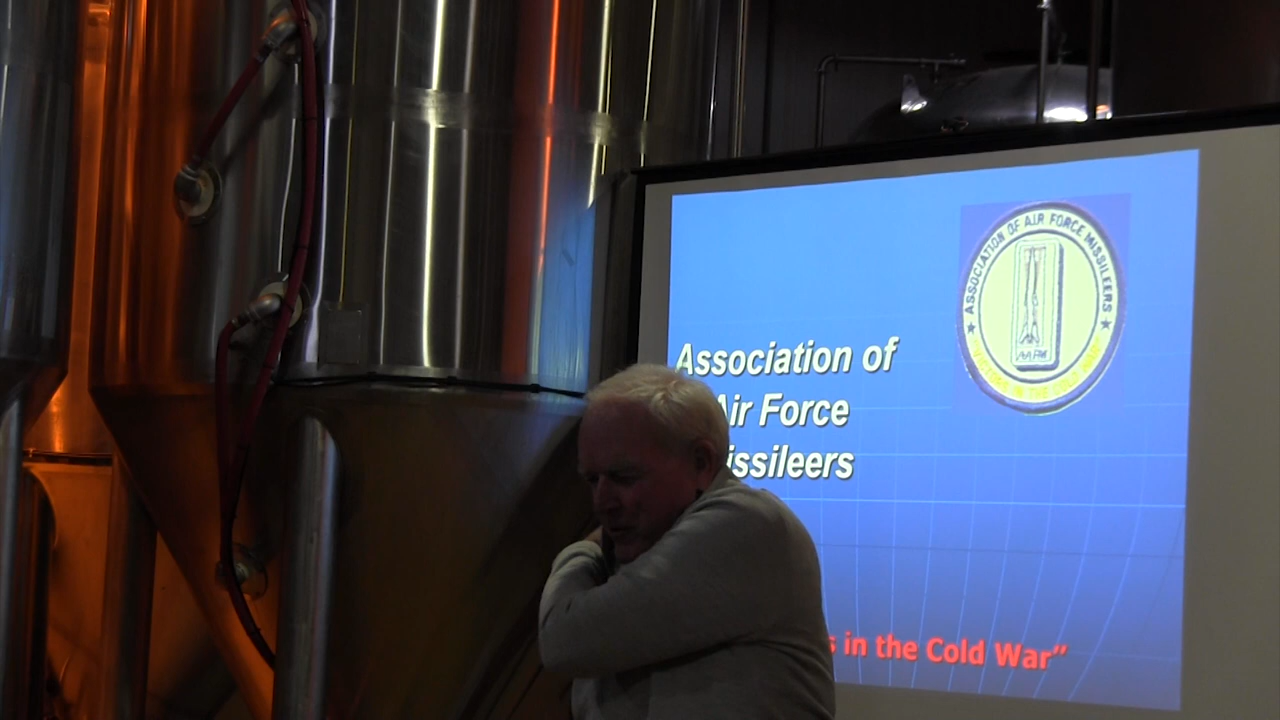 ASSOCIATION OF AIR FORCE MISSILEERS
AAFM
Association of
Air Force
issileers
s in the Cold War”